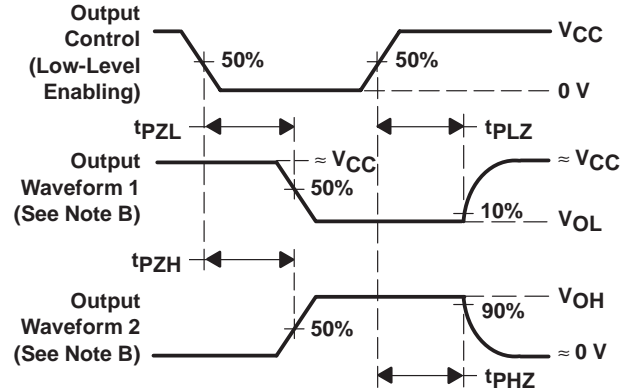 Output
Control
(Low-Level
Enabling)
50%
50%
VCC
0 V
tPZL
tPLZ
Output
Waveform 1
(See Note B)
≈ VCC
50%
≈ VCC
10%
VOL
tPZH
Output
Waveform 2
(See Note B)
50%
VOH
90%
≈ 0 V
tPHZ